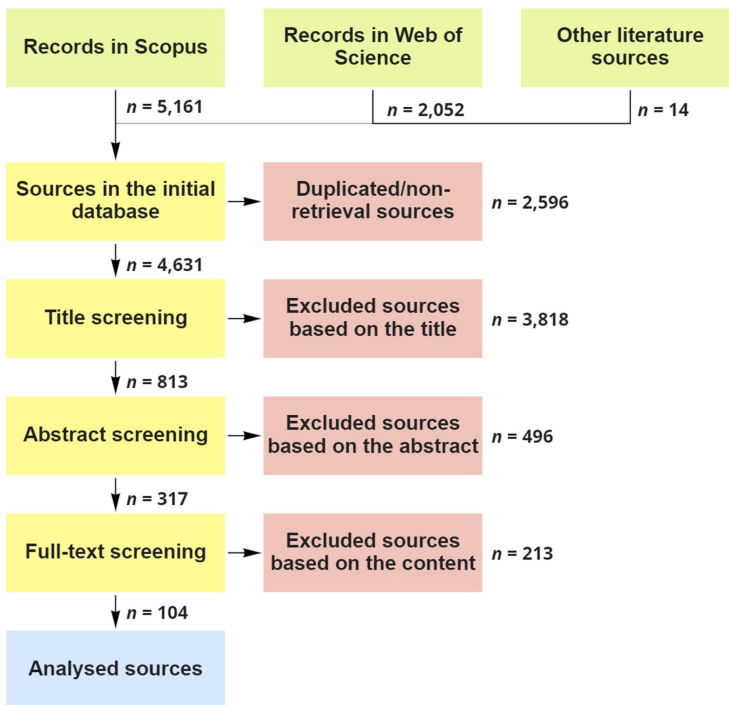 Records in Scopus
Records in Web of
Science
Other literature
sources
n = 5,161
n = 2,052
n = 14
Sources in the initial
database
Duplicated/non-
retrieval sources
n = 2,596
n = 4,631
Title screening
Excluded sources
based on the title
n = 3,818
n = 813
Abstract screening
Excluded sources
based on the abstract
n = 496
n = 317
Full-text screening
Excluded sources
based on the content
n = 213
n = 104
Analysed sources